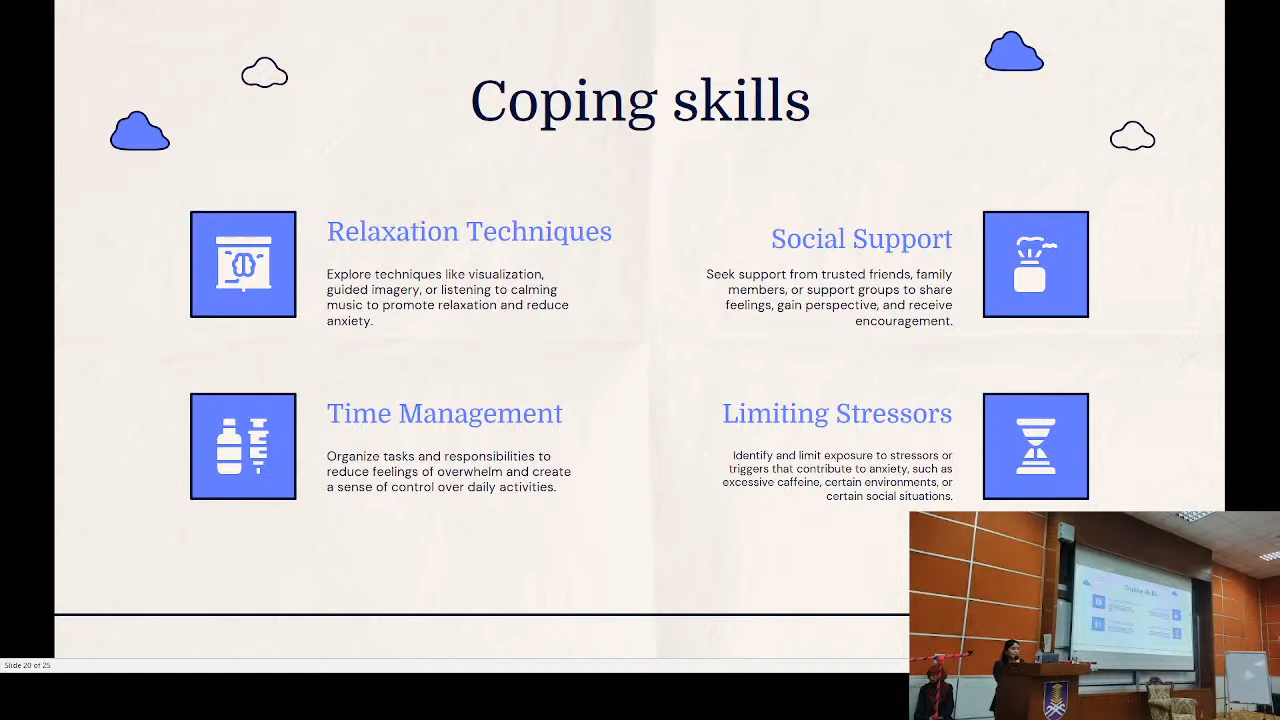 Coping skills
Relaxation Techniques
Explore techniques like visualization,
guided imagery, or listening to calming
music to promote relaxation and reduce
anxiety.
Social Support
Seek support from trusted friends, family
members, or support groups to share
feelings, gain perspective, and receive
encouragement.
Time Management
Organize tasks and responsibilities to
reduce feelings of overwhelm and create
a sense of control over daily activities.
Limiting Stressors
Identify and limit exposure to stressors or
triggers that contribute to anxiety, such as
excessive caffeine, certain environments, or
certain social situations.
Slide 20 of 25
Coping skills